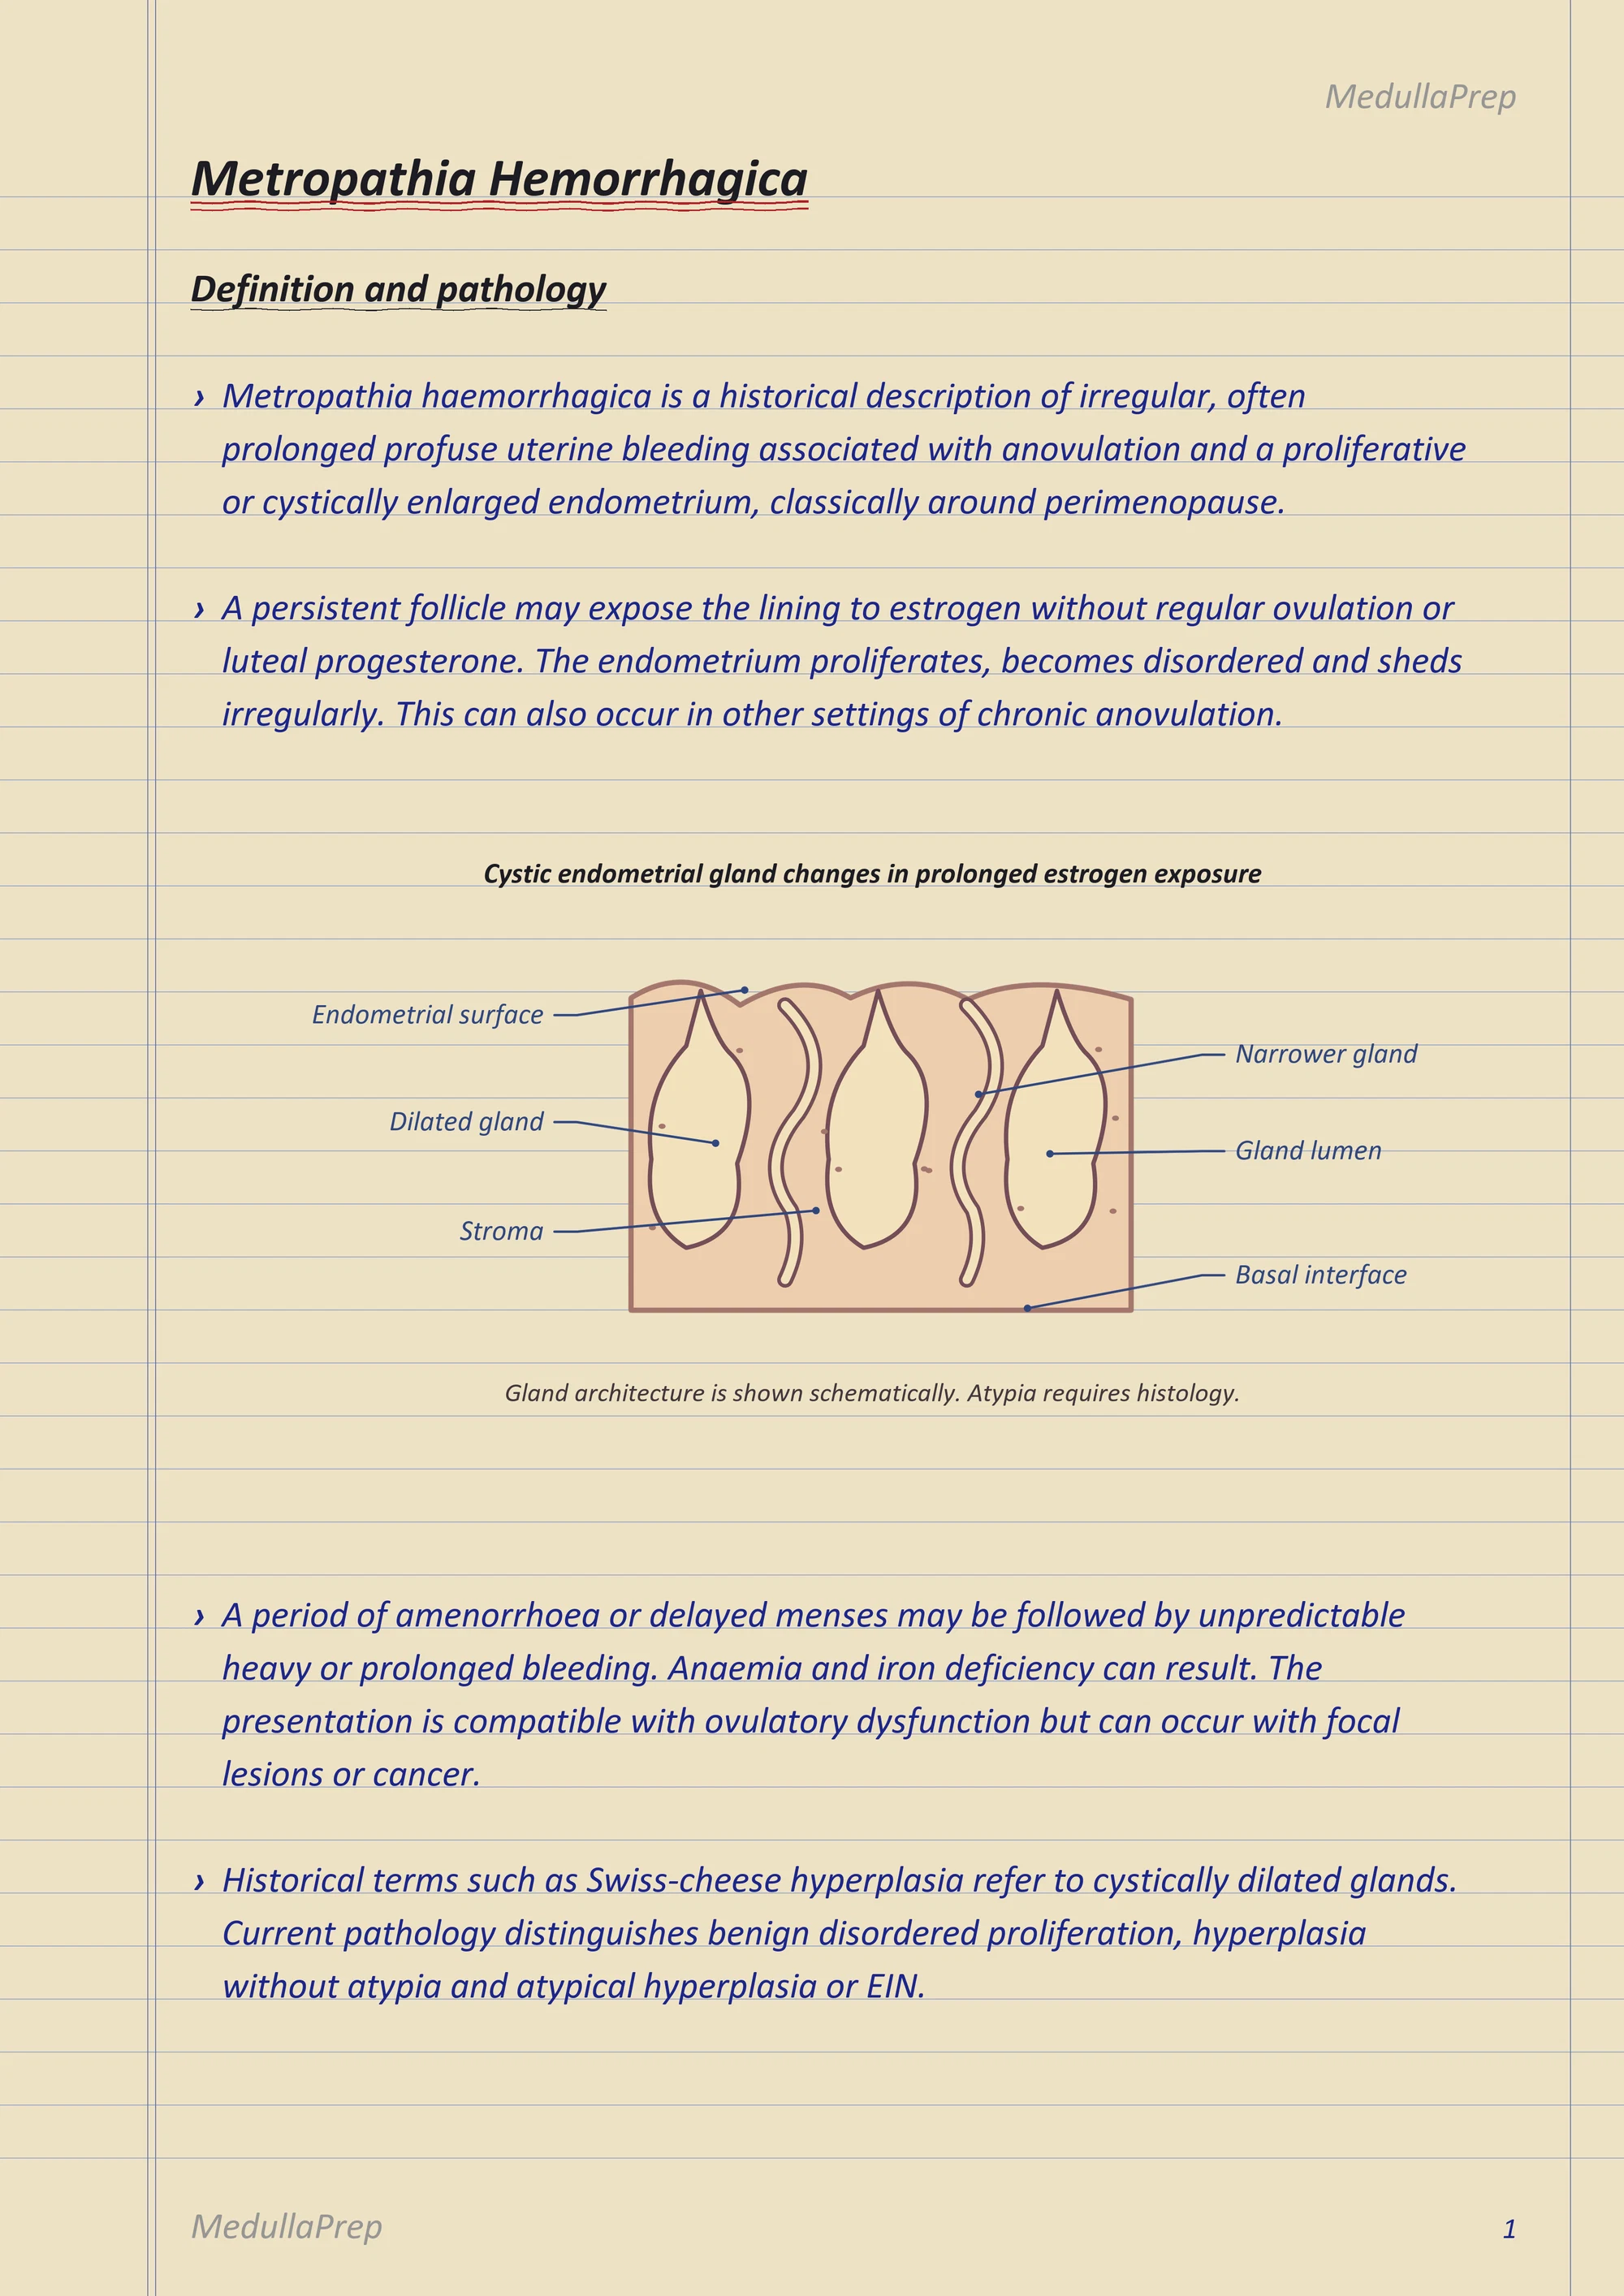 MedullaPrep
Metropathia Hemorrhagica
Definition and pathology
› Metropathia haemorrhagica is a historical description of irregular, often
prolonged profuse uterine bleeding associated with anovulation and a proliferative
or cystically enlarged endometrium, classically around perimenopause.
› A persistent follicle may expose the lining to estrogen without regular ovulation or
luteal progesterone. The endometrium proliferates, becomes disordered and sheds
irregularly. This can also occur in other settings of chronic anovulation.
Cystic endometrial gland changes in prolonged estrogen exposure
Endometrial surface
Narrower gland
Dilated gland
Gland lumen
Stroma
Basal interface
Gland architecture is shown schematically. Atypia requires histology.
› A period of amenorrhoea or delayed menses may be followed by unpredictable
heavy or prolonged bleeding. Anaemia and iron deficiency can result. The
presentation is compatible with ovulatory dysfunction but can occur with focal
lesions or cancer.
› Historical terms such as Swiss-cheese hyperplasia refer to cystically dilated glands.
Current pathology distinguishes benign disordered proliferation, hyperplasia
without atypia and atypical hyperplasia or EIN.
MedullaPrep
1